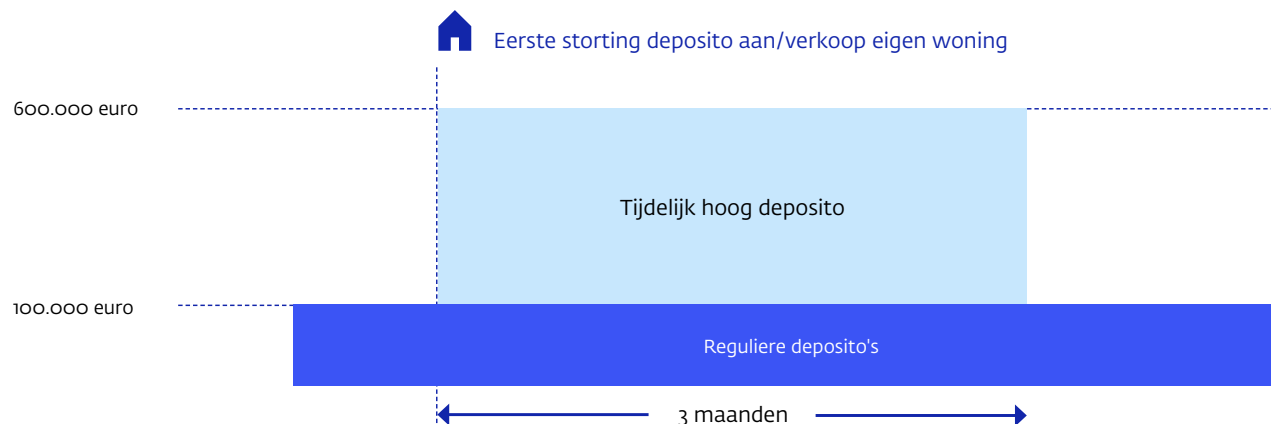 Eerste storting deposito aan/verkoop eigen woning
600.000 euro
Tijdelijk hoog deposito
100.000 euro
Reguliere deposito's
3 maanden